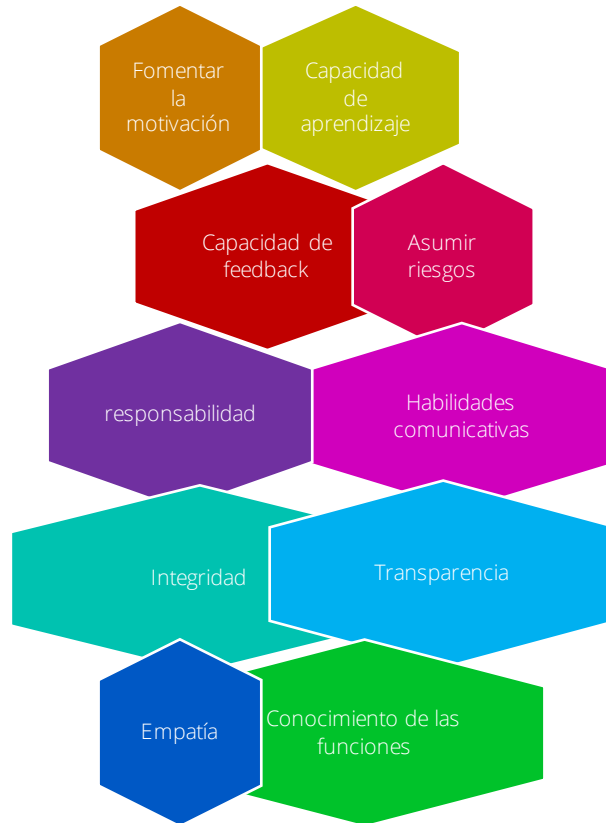 Fomentar
la
motivación
Capacidad
de
aprendizaje
Capacidad de
feedback
Asumir
riesgos
responsabilidad
Habilidades
comunicativas
Integridad
Transparencia
Empatía
Conocimiento de las
funciones